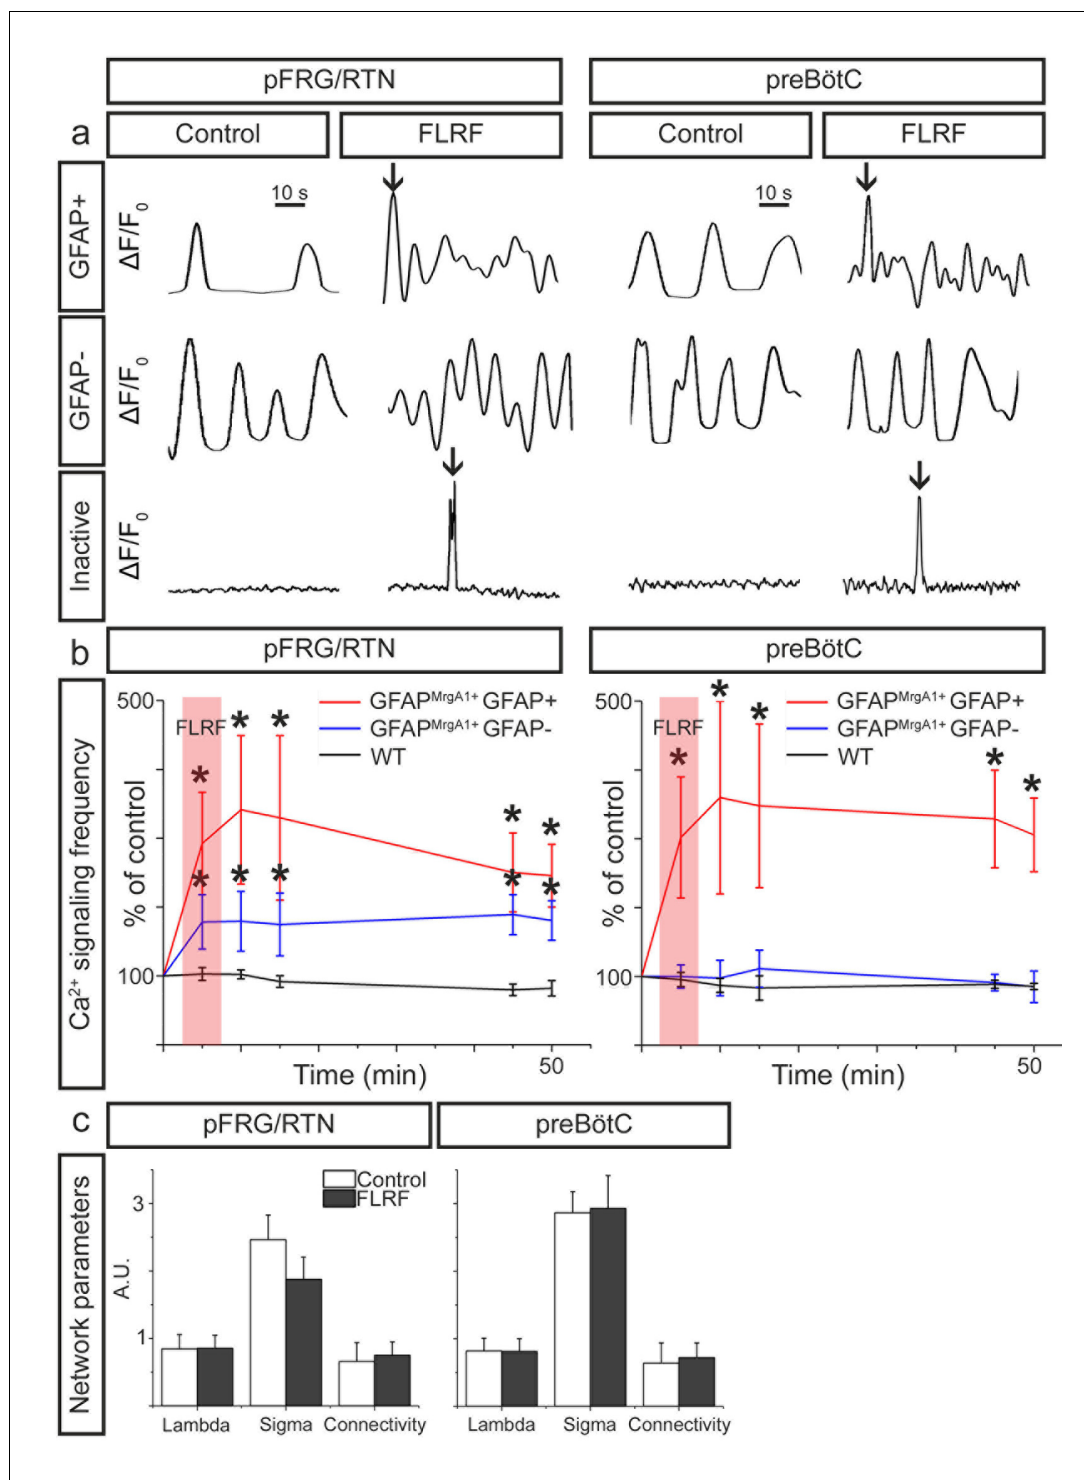 pFRG/RTN preBötC
a Control FLRF Control FLRF
GFAP+ ΔF/F0 10 s 10 s
GFAP- ΔF/F0
Inactive ΔF/F0
b pFRG/RTN preBötC
Ca2+ signaling frequency
% of control
500
100
FLRF
* * * * *
* * * * *
GFAPMrgA1+ GFAP+
GFAPMrgA1+ GFAP-
WT
Time (min) 50
% of control
500
100
FLRF
* * * * *
GFAPMrgA1+ GFAP+
GFAPMrgA1+ GFAP-
WT
Time (min) 50
c pFRG/RTN preBötC
Network parameters
A.U.
3
1
Control
FLRF
Lambda Sigma Connectivity
Lambda Sigma Connectivity